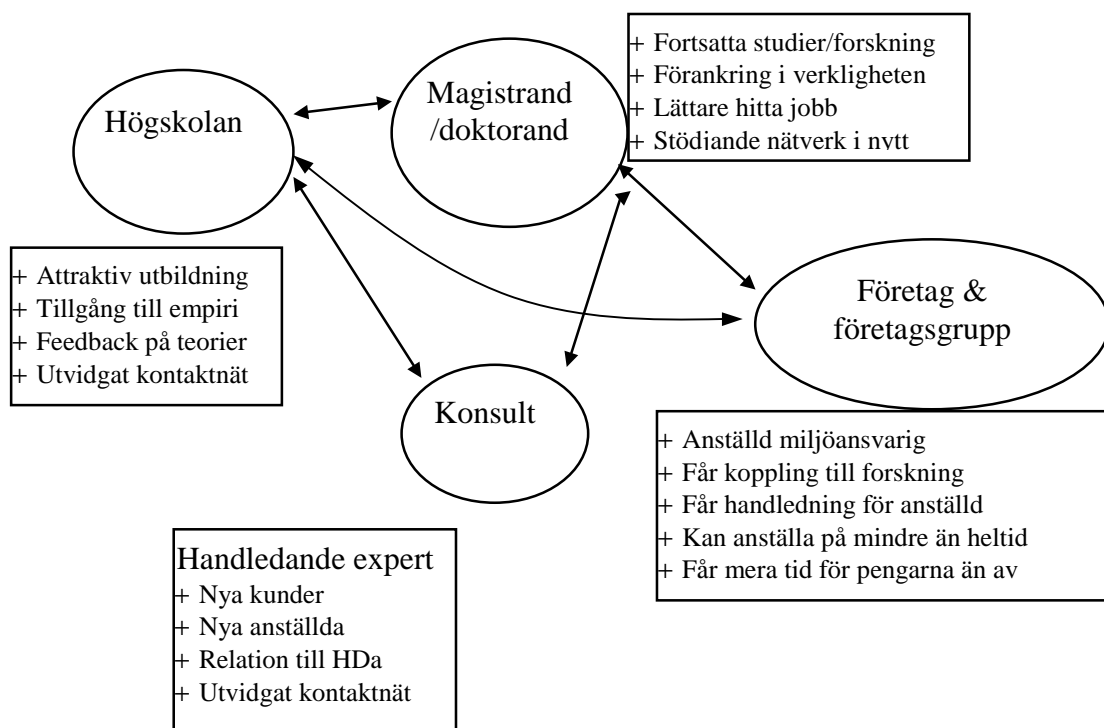 Högskolan
Magistrand
/doktorand
+ Fortsatta studier/forskning
+ Förankring i verkligheten
+ Lättare hitta jobb
+ Stödjande nätverk i nytt
+ Attraktiv utbildning
+ Tillgång till empiri
+ Feedback på teorier
+ Utvidgat kontaktnät
Företag &
företagsgrupp
Konsult
+ Anställd miljöansvarig
+ Får koppling till forskning
+ Får handledning för anställd
+ Kan anställa på mindre än heltid
+ Får mera tid för pengarna än av
Handledande expert
+ Nya kunder
+ Nya anställda
+ Relation till HDa
+ Utvidgat kontaktnät